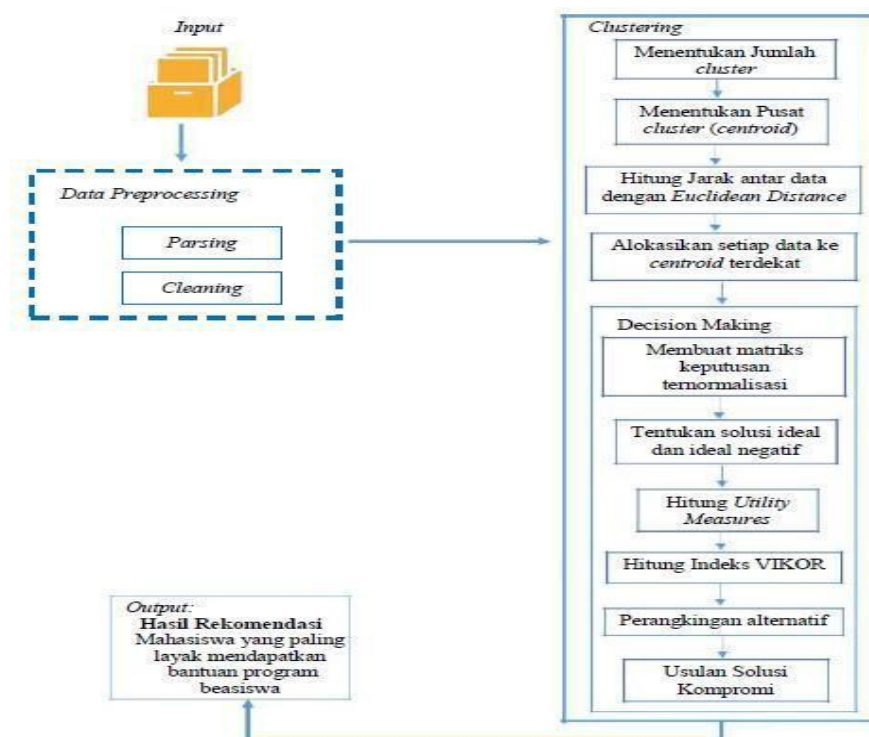 Input
Data Preprocessing
Parsing
Cleaning
Clustering
Menentukan Jumlah
cluster
Menentukan Pusat
cluster (centroid)
Hitung Jarak antar data
dengan Euclidean Distance
Alokasikan setiap data ke
centroid terdekat
Decision Making
Membuat matriks
keputusan
ternormalisasi
Tentukan solusi ideal
dan ideal negatif
Hitung Utility
Measures
Hitung Indeks VIKOR
Perangkingan alternatif
Usulan Solusi
Kompromi
Output:
Hasil Rekomendasi
Mahasiswa yang paling
layak mendapatkan
bantuan program
beasiswa